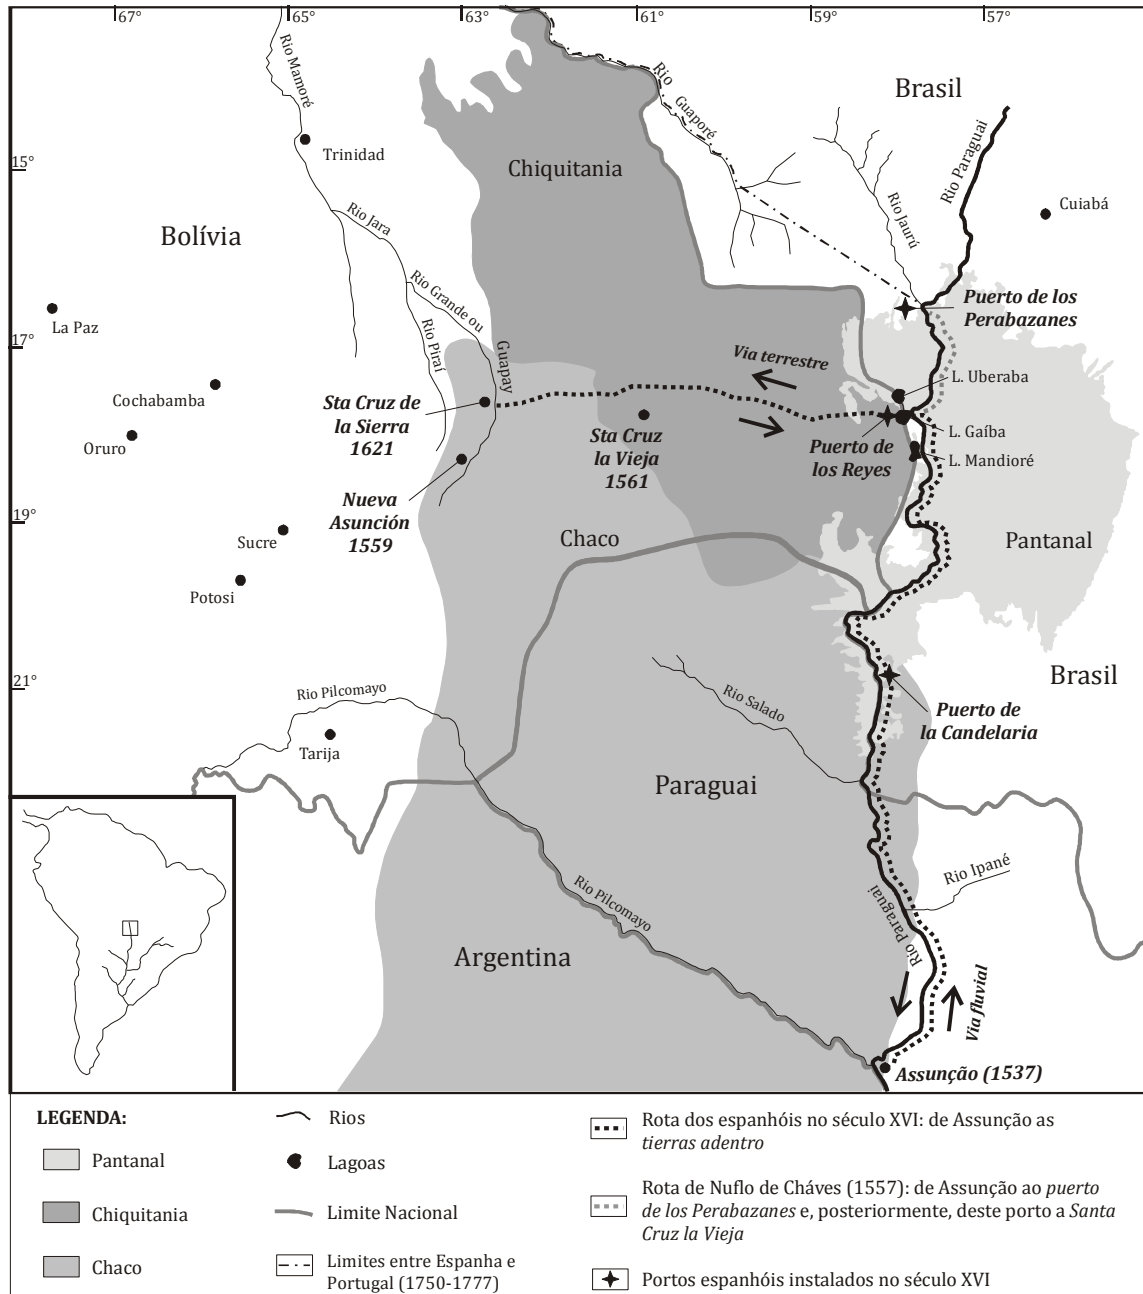 67°
65°
63°
61°
59°
57°
15°
17°
19°
21°
Rio Mamoré
Trinidad
Bolívia
Rio Jara
Rio Grande ou
Guapay
Rio Piraí
La Paz
Cochabamba
Oruro
Sucre
Potosi
Tarija
Chiquitania
Rio
Guaporé
Brasil
Rio Paraguai
Rio Jaurú
Cuiabá
Puerto de los
Perabazanes
Via terrestre
L. Uberaba
L. Gaíba
L. Mandioré
Puerto de
los Reyes
Sta Cruz de
la Sierra
1621
Sta Cruz
la Vieja
1561
Nueva
Asunción
1559
Chaco
Pantanal
Brasil
Puerto de
la Candelaria
Rio Pilcomayo
Rio Salado
Paraguai
Rio Pilcomayo
Argentina
Rio Ipané
Rio Paraguai
Via fluvial
Assunção (1537)
LEGENDA:
Pantanal
Chiquitania
Chaco
Rios
Lagoas
Limite Nacional
Limites entre Espanha e
Portugal (1750-1777)
Rota dos espanhóis no século XVI: de Assunção as
tierras adentro
Rota de Nuflo de Cháves (1557): de Assunção ao puerto
de los Perabazanes e, posteriormente, deste porto a Santa
Cruz la Vieja
Portos espanhóis instalados no século XVI